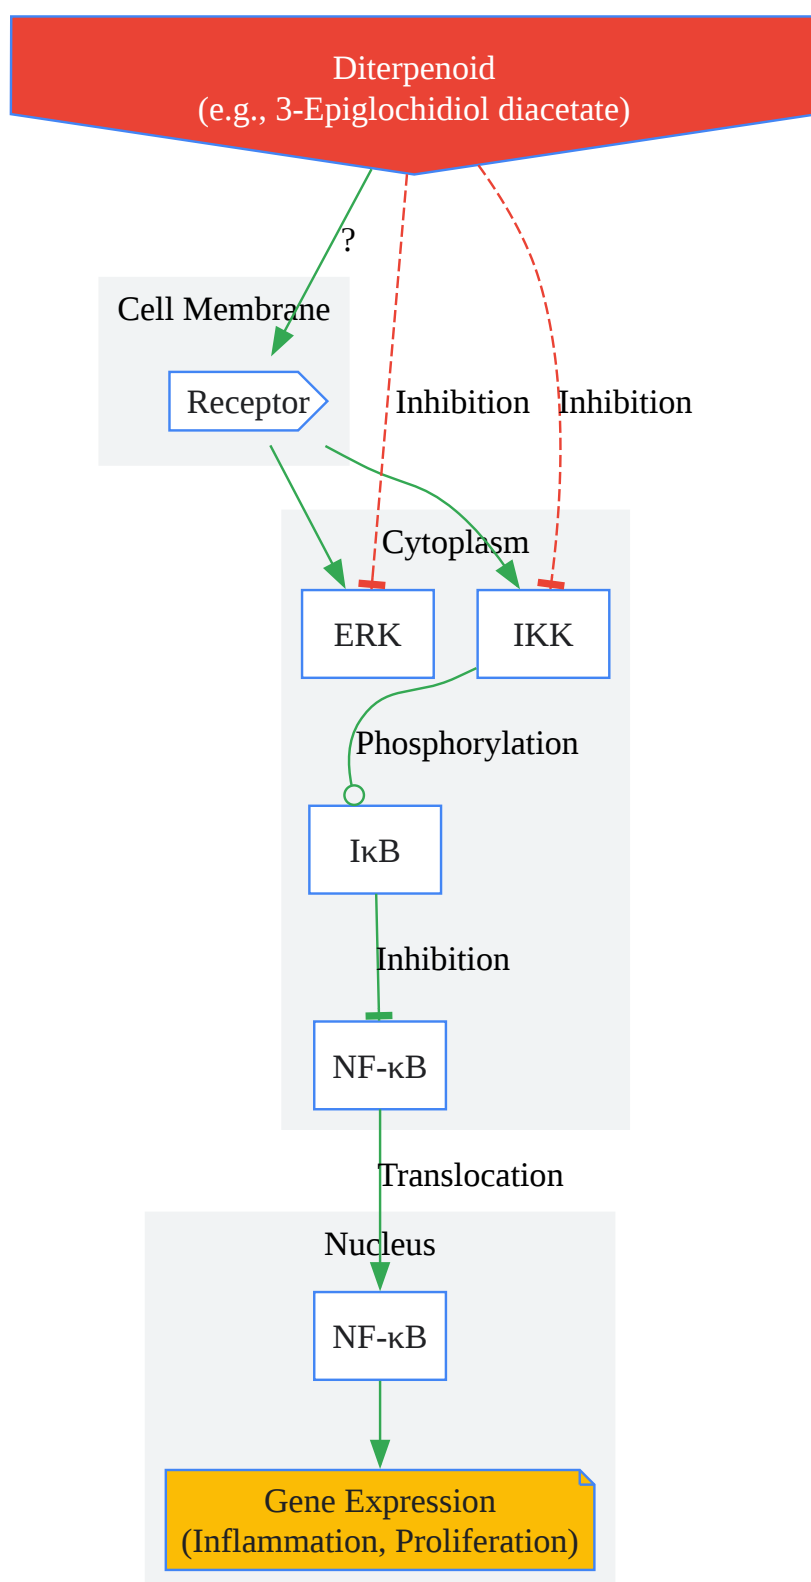 Diterpenoid
(e.g., 3-Epiglochidiol diacetate)
?
Cell Membrane
Receptor
Inhibition
Inhibition
Cytoplasm
ERK
IKK
Phosphorylation
IκB
Inhibition
NF-κB
Translocation
Nucleus
NF-κB
Gene Expression
(Inflammation, Proliferation)